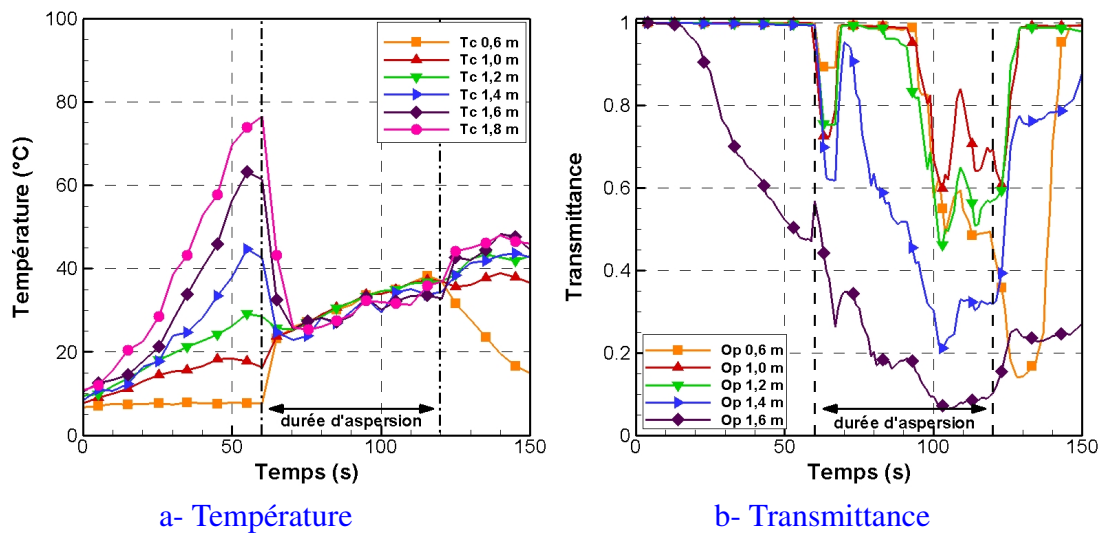 Température (°C)
100
80
60
40
20
0
0
50
100
150
Temps (s)
Tc 0,6 m
Tc 1,0 m
Tc 1,2 m
Tc 1,4 m
Tc 1,6 m
Tc 1,8 m
durée d'aspersion
a- Température
Transmittance
1
0.8
0.6
0.4
0.2
0
0
50
100
150
Temps (s)
Op 0,6 m
Op 1,0 m
Op 1,2 m
Op 1,4 m
Op 1,6 m
durée d'aspersion
b- Transmittance